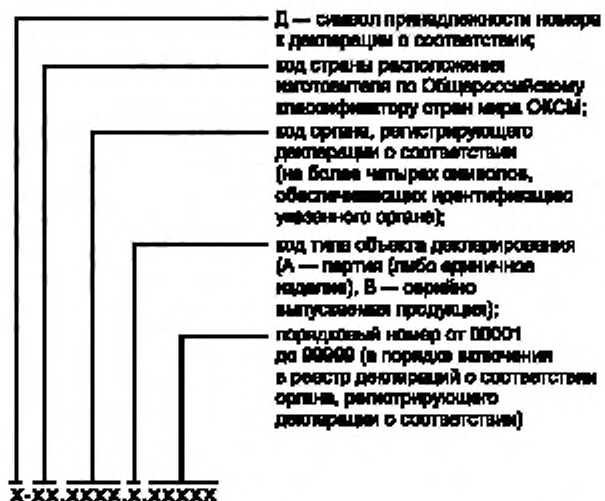 Д — символ принадлежности номера
к декларации о соответствии;
код страны расположения
изготовителя по Общероссийскому
классификатору стран мира ОКСМ;
код органа, регистрирующего
декларации о соответствии
(не более четырех символов,
обеспечивающих идентификацию
указанного органа);
код типа объекта декларирования
(А — партия (либо единичное
изделие), В — серийно
выпускаемая продукция);
порядковый номер от 00001
до 99999 (в порядке включения
в реестр деклараций о соответствии
органа, регистрирующего
декларации о соответствии)
Х-ХХ.ХХХХ.Х.ХХХХХ